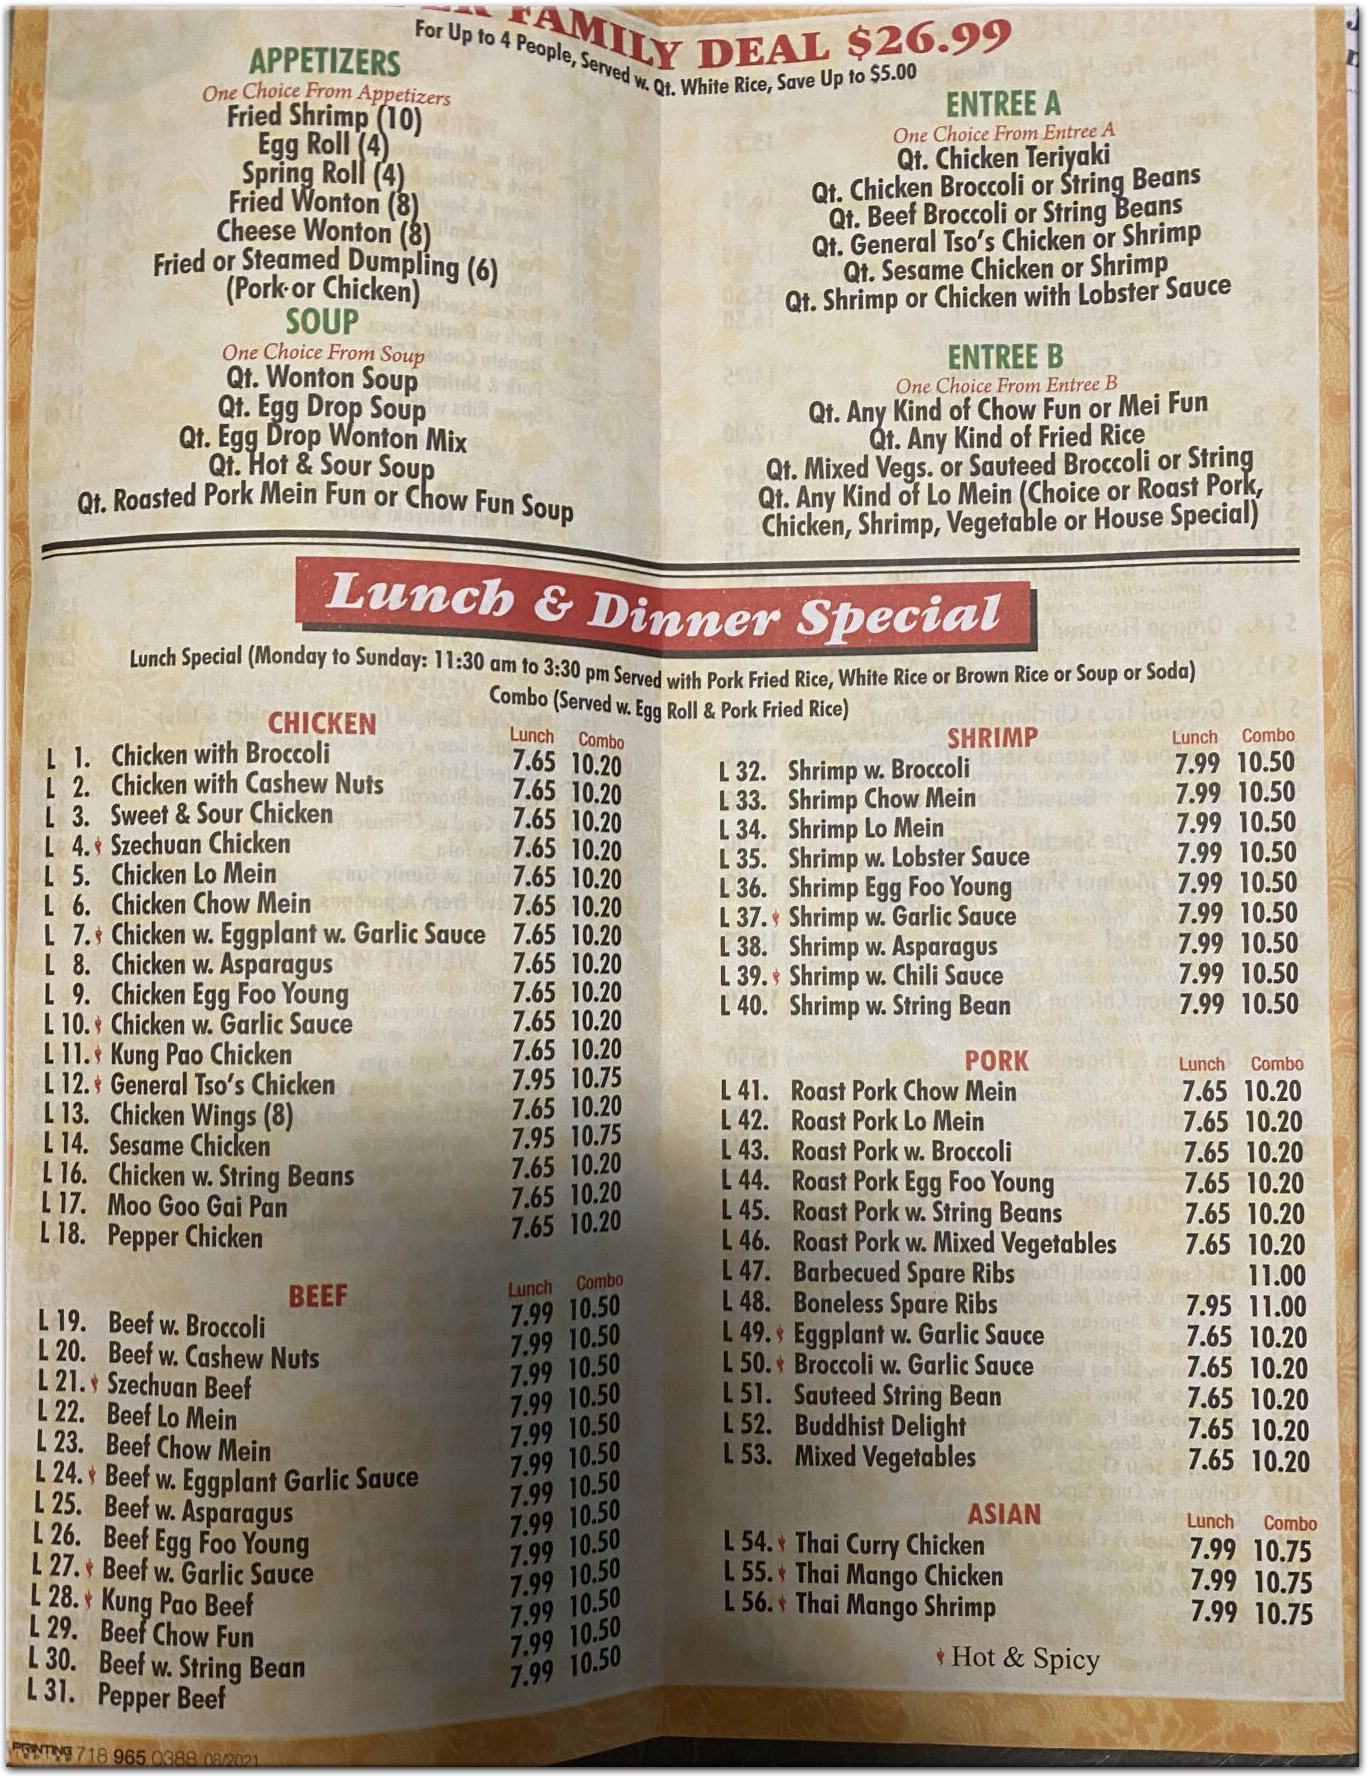 FAMILY DEAL $26.99
For Up to 4 People, Served w. Qt. White Rice, Save Up to $5.00
APPETIZERS
One Choice From Appetizers
Fried Shrimp (10)
Egg Roll (4)
Spring Roll (4)
Fried Wonton (8)
Cheese Wonton (8)
Fried or Steamed Dumpling (6)
(Pork or Chicken)
SOUP
One Choice From Soup
Qt. Wonton Soup
Qt. Egg Drop Soup
Qt. Egg Drop Wonton Mix
Qt. Hot & Sour Soup
Qt. Roasted Pork Mein Fun or Chow Fun Soup
ENTREE A
One Choice From Entree A
Qt. Chicken Teriyaki
Qt. Chicken Broccoli or String Beans
Qt. Beef Broccoli or String Beans
Qt. General Tso's Chicken or Shrimp
Qt. Sesame Chicken or Shrimp
Qt. Shrimp or Chicken with Lobster Sauce
ENTREE B
One Choice From Entree B
Qt. Any Kind of Chow Fun or Mei Fun
Qt. Any Kind of Fried Rice
Qt. Mixed Vegs. or Sauteed Broccoli or String
Qt. Any Kind of Lo Mein (Choice or Roast Pork,
Chicken, Shrimp, Vegetable or House Special)
Lunch & Dinner Special
Lunch Special (Monday to Sunday: 11:30 am to 3:30 pm Served with Pork Fried Rice, White Rice or Brown Rice or Soup or Soda)
Combo (Served w. Egg Roll & Pork Fried Rice)
CHICKEN Lunch Combo
L 1. Chicken with Broccoli 7.65 10.20
L 2. Chicken with Cashew Nuts 7.65 10.20
L 3. Sweet & Sour Chicken 7.65 10.20
L 4. Szechuan Chicken 7.65 10.20
L 5. Chicken Lo Mein 7.65 10.20
L 6. Chicken Chow Mein 7.65 10.20
L 7. Chicken w. Eggplant w. Garlic Sauce 7.65 10.20
L 8. Chicken w. Asparagus 7.65 10.20
L 9. Chicken Egg Foo Young 7.65 10.20
L 10. Chicken w. Garlic Sauce 7.65 10.20
L 11. Kung Pao Chicken 7.65 10.20
L 12. General Tso's Chicken 7.95 10.75
L 13. Chicken Wings (8) 7.65 10.20
L 14. Sesame Chicken 7.95 10.75
L 16. Chicken w. String Beans 7.65 10.20
L 17. Moo Goo Gai Pan 7.65 10.20
L 18. Pepper Chicken 7.65 10.20
BEEF Lunch Combo
L 19. Beef w. Broccoli 7.99 10.50
L 20. Beef w. Cashew Nuts 7.99 10.50
L 21. Szechuan Beef 7.99 10.50
L 22. Beef Lo Mein 7.99 10.50
L 23. Beef Chow Mein 7.99 10.50
L 24. Beef w. Eggplant Garlic Sauce 7.99 10.50
L 25. Beef w. Asparagus 7.99 10.50
L 26. Beef Egg Foo Young 7.99 10.50
L 27. Beef w. Garlic Sauce 7.99 10.50
L 28. Kung Pao Beef 7.99 10.50
L 29. Beef Chow Fun 7.99 10.50
L 30. Beef w. String Bean 7.99 10.50
L 31. Pepper Beef 7.99 10.50
SHRIMP Lunch Combo
L 32. Shrimp w. Broccoli 7.99 10.50
L 33. Shrimp Chow Mein 7.99 10.50
L 34. Shrimp Lo Mein 7.99 10.50
L 35. Shrimp w. Lobster Sauce 7.99 10.50
L 36. Shrimp Egg Foo Young 7.99 10.50
L 37. Shrimp w. Garlic Sauce 7.99 10.50
L 38. Shrimp w. Asparagus 7.99 10.50
L 39. Shrimp w. Chili Sauce 7.99 10.50
L 40. Shrimp w. String Bean 7.99 10.50
PORK Lunch Combo
L 41. Roast Pork Chow Mein 7.65 10.20
L 42. Roast Pork Lo Mein 7.65 10.20
L 43. Roast Pork w. Broccoli 7.65 10.20
L 44. Roast Pork Egg Foo Young 7.65 10.20
L 45. Roast Pork w. String Beans 7.65 10.20
L 46. Roast Pork w. Mixed Vegetables 7.65 10.20
L 47. Barbecued Spare Ribs 11.00
L 48. Boneless Spare Ribs 7.95 11.00
L 49. Eggplant w. Garlic Sauce 7.65 10.20
L 50. Broccoli w. Garlic Sauce 7.65 10.20
L 51. Sauteed String Bean 7.65 10.20
L 52. Buddhist Delight 7.65 10.20
L 53. Mixed Vegetables 7.65 10.20
ASIAN Lunch Combo
L 54. Thai Curry Chicken 7.99 10.75
L 55. Thai Mango Chicken 7.99 10.75
L 56. Thai Mango Shrimp 7.99 10.75
Hot & Spicy
PRINTING 718 965 0388 08/2021